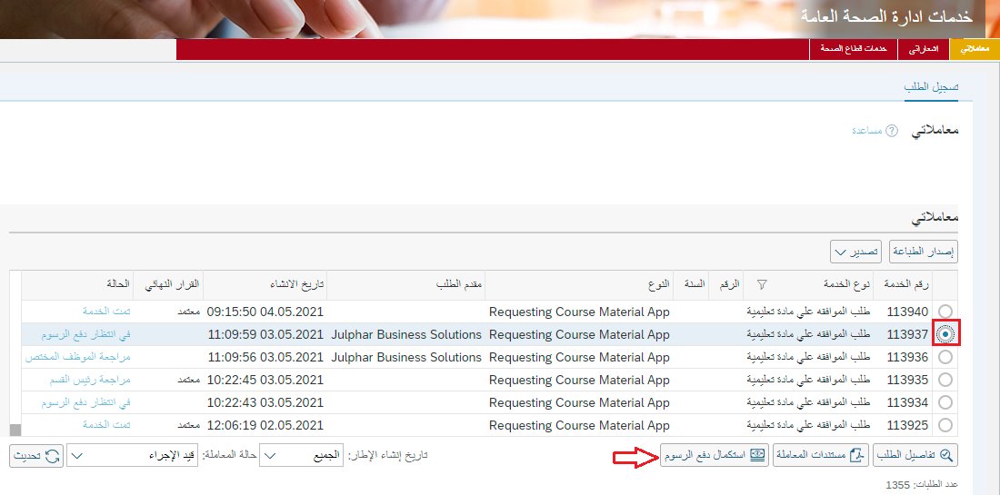 خدمات ادارة الصحة العامة
معاملاتي اشعاراتي خدمات قطاع الصحة
تسجيل الطلب
معاملاتي مساعدة
معاملاتي
إصدار الطباعة تصدير
رقم الخدمة نوع الخدمة الرقم السنة النوع مقدم الطلب تاريخ الانشاء القرار النهائي الحالة
113940 طلب الموافقه علي مادة تعليمية Requesting Course Material App 09:15:50 04.05.2021 معتمد تمت الخدمة
113937 طلب الموافقه علي مادة تعليمية Requesting Course Material App Julphar Business Solutions 11:09:59 03.05.2021 في انتظار دفع الرسوم
113936 طلب الموافقه علي مادة تعليمية Requesting Course Material App Julphar Business Solutions 11:09:56 03.05.2021 مراجعة الموظف المختص
113935 طلب الموافقه علي مادة تعليمية Requesting Course Material App 10:22:45 03.05.2021 معتمد مراجعة رئيس القسم
113934 طلب الموافقه علي مادة تعليمية Requesting Course Material App 10:22:43 03.05.2021 في انتظار دفع الرسوم
113925 طلب الموافقه علي مادة تعليمية Requesting Course Material App 12:06:19 02.05.2021 معتمد تمت الخدمة
تفاصيل الطلب مستندات المعاملة استكمال دفع الرسوم تاريخ إنشاء الإطار: الجميع حالة المعاملة: قيد الإجراء تحديث
عدد الطلبات: 1355